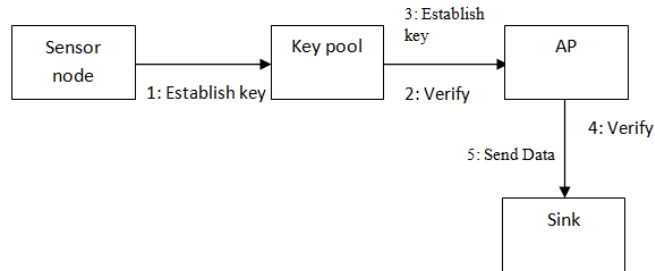 Sensor
node
1: Establish key
Key pool
3: Establish
key
2: Verify
AP
4: Verify
5: Send Data
Sink